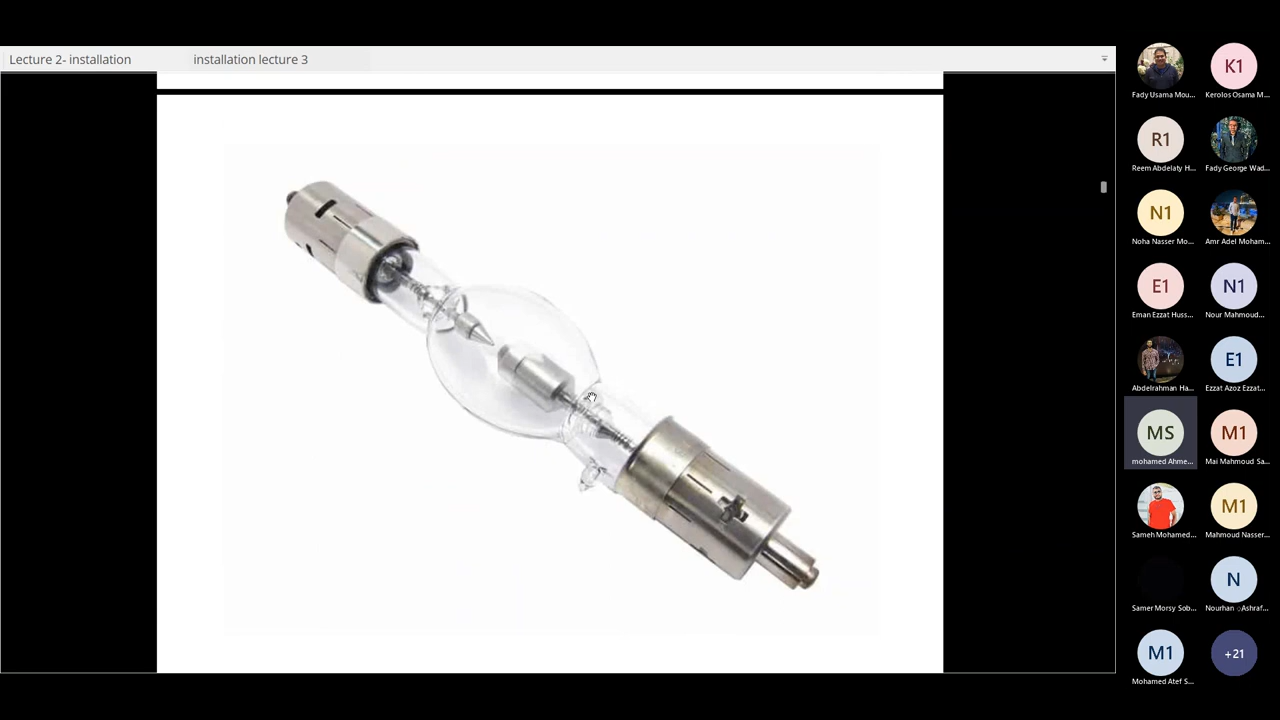 Lecture 2- installation
installation lecture 3
Fady Usama Mou...
K1
Kerolos Osama M...
R1
Reem Abdelaty H...
Fady George Wad...
N1
Noha Nasser Mo...
Amr Adel Moham...
E1
Eman Ezzat Huss...
N1
Nour Mahmoud...
Abdelrahman Ha...
E1
Ezzat Azoz Ezzat...
MS
mohamed Ahme...
M1
Mai Mahmoud Sa...
Sameh Mohamed...
M1
Mahmoud Nasser...
Samer Morsy Sob...
N
Nourhan ◌Ashraf...
M1
Mohamed Atef S...
+21